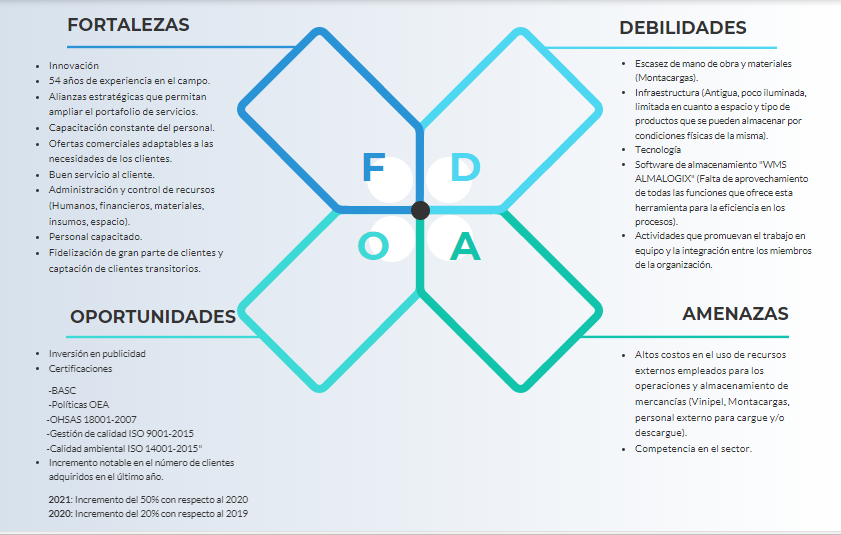 FORTALEZAS
• Innovación
• 54 años de experiencia en el campo.
• Alianzas estratégicas que permitan
ampliar el portafolio de servicios.
• Capacitación constante del personal.
• Ofertas comerciales adaptables a las
necesidades de los clientes.
• Buen servicio al cliente.
• Administración y control de recursos
(Humanos, financieros, materiales,
insumos, espacio).
• Personal capacitado.
• Fidelización de gran parte de clientes y
captación de clientes transitorios.
DEBILIDADES
• Escasez de mano de obra y materiales
(Montacargas).
• Infraestructura (Antigua, poco iluminada,
limitada en cuanto a espacio y tipo de
productos que se pueden almacenar por
condiciones físicas de la misma).
• Tecnología
• Software de almacenamiento "WMS
ALMALOGIX" (Falta de aprovechamiento
de todas las funciones que ofrece esta
herramienta para la eficiencia en los
procesos).
• Actividades que promuevan el trabajo en
equipo y la integración entre los miembros
de la organización.
F
D
O
A
OPORTUNIDADES
• Inversión en publicidad
• Certificaciones
-BASC
-Políticas OEA
-OHSAS 18001-2007
-Gestión de calidad ISO 9001-2015
-Calidad ambiental ISO 14001-2015"
• Incremento notable en el número de clientes
adquiridos en el último año.
2021: Incremento del 50% con respecto al 2020
2020: Incremento del 20% con respecto al 2019
AMENAZAS
• Altos costos en el uso de recursos
externos empleados para los
operaciones y almacenamiento de
mercancías (Vinipel, Montacargas,
personal externo para cargue y/o
descargue).
• Competencia en el sector.